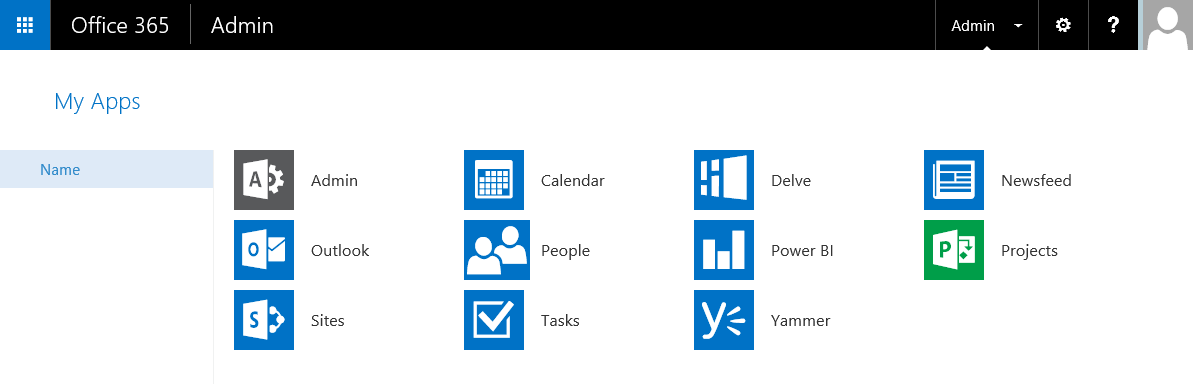 Office 365 Admin Admin ?
My Apps
Name
Admin Calendar Delve Newsfeed
Outlook People Power BI Projects
Sites Tasks Yammer